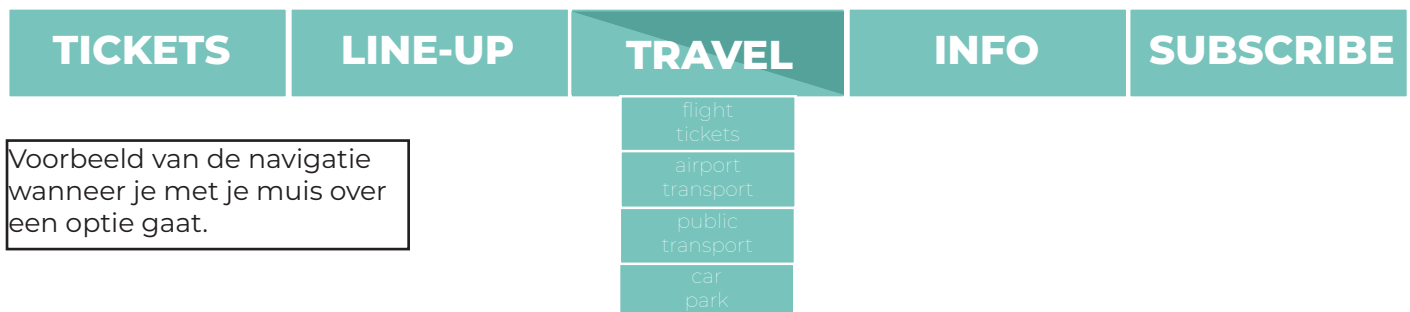 TICKETS LINE-UP TRAVEL INFO SUBSCRIBE
flight
tickets
airport
transport
public
transport
car
park
Voorbeeld van de navigatie
wanneer je met je muis over
een optie gaat.